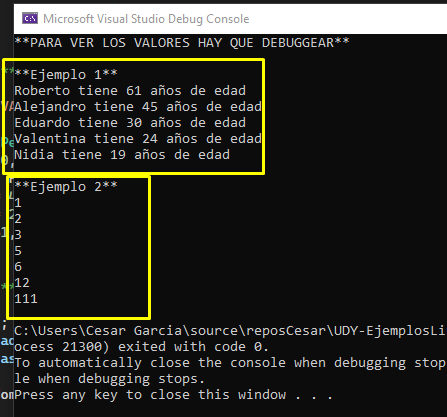 Microsoft Visual Studio Debug Console
**PARA VER LOS VALORES HAY QUE DEBUGGEAR**
**Ejemplo 1**
Roberto tiene 61 años de edad
Alejandro tiene 45 años de edad
Eduardo tiene 30 años de edad
Valentina tiene 24 años de edad
Nidia tiene 19 años de edad
**Ejemplo 2**
1
2
3
5
6
12
111
C:\Users\Cesar Garcia\source\reposCesar\UDY-EjemplosLi
ocess 21300) exited with code 0.
To automatically close the console when debugging stop
le when debugging stops.
Press any key to close this window . . .